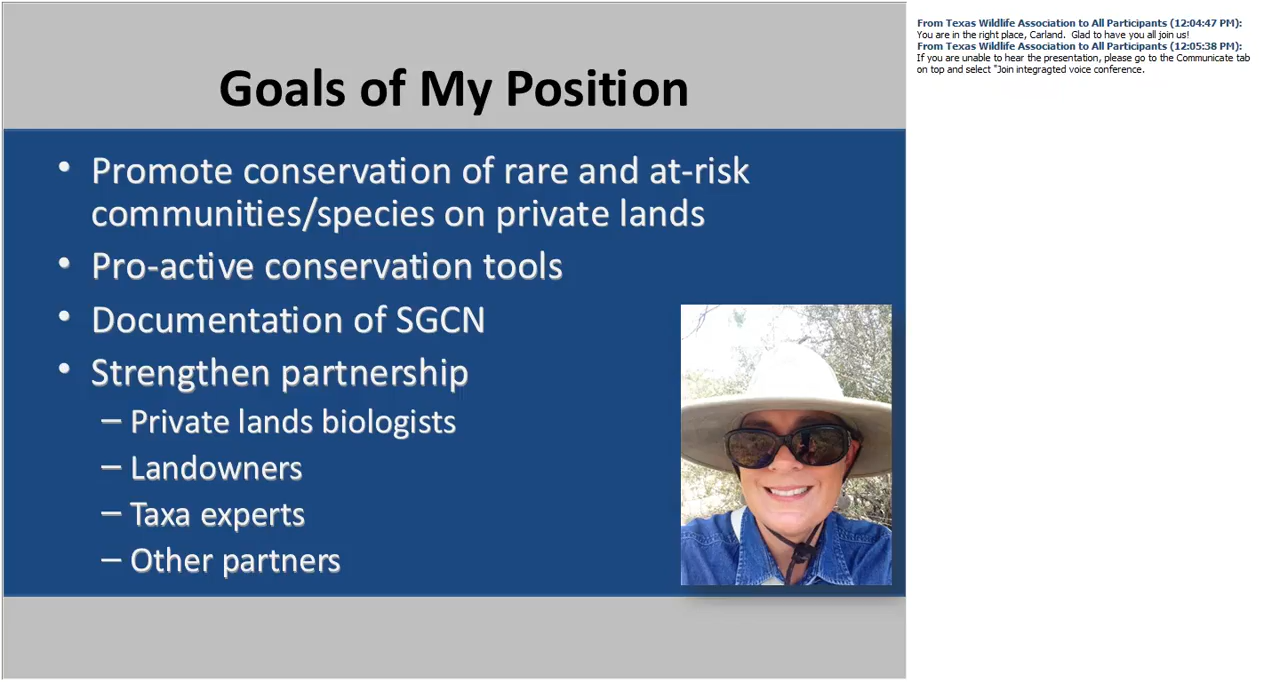 Goals of My Position
• Promote conservation of rare and at-risk
communities/species on private lands
• Pro-active conservation tools
• Documentation of SGCN
• Strengthen partnership
– Private lands biologists
– Landowners
– Taxa experts
– Other partners
From Texas Wildlife Association to All Participants (12:04:47 PM):
You are in the right place, Carland.  Glad to have you all join us!
From Texas Wildlife Association to All Participants (12:05:38 PM):
If you are unable to hear the presentation, please go to the Communicate tab
on top and select "Join integragted voice conference.